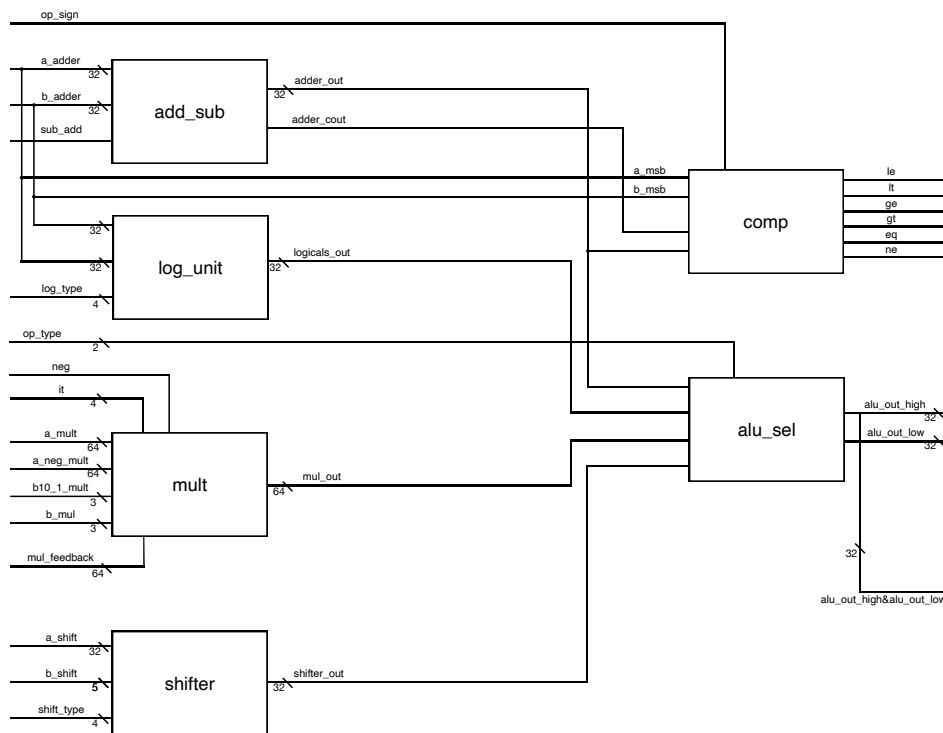 op_sign
a_adder
32
b_adder
32
sub_add
add_sub
32
adder_out
adder_cout
a_msb
b_msb
comp
le
lt
ge
gt
eq
ne
32
32
log_type
4
log_unit
32
logicals_out
op_type
2
neg
it
4
a_mult
64
a_neg_mult
64
b10_1_mult
3
b_mul
3
mul_feedback
64
mult
64
mul_out
alu_sel
alu_out_high
32
alu_out_low
32
32
alu_out_high&alu_out_low
a_shift
32
b_shift
5
shift_type
4
shifter
32
shifter_out